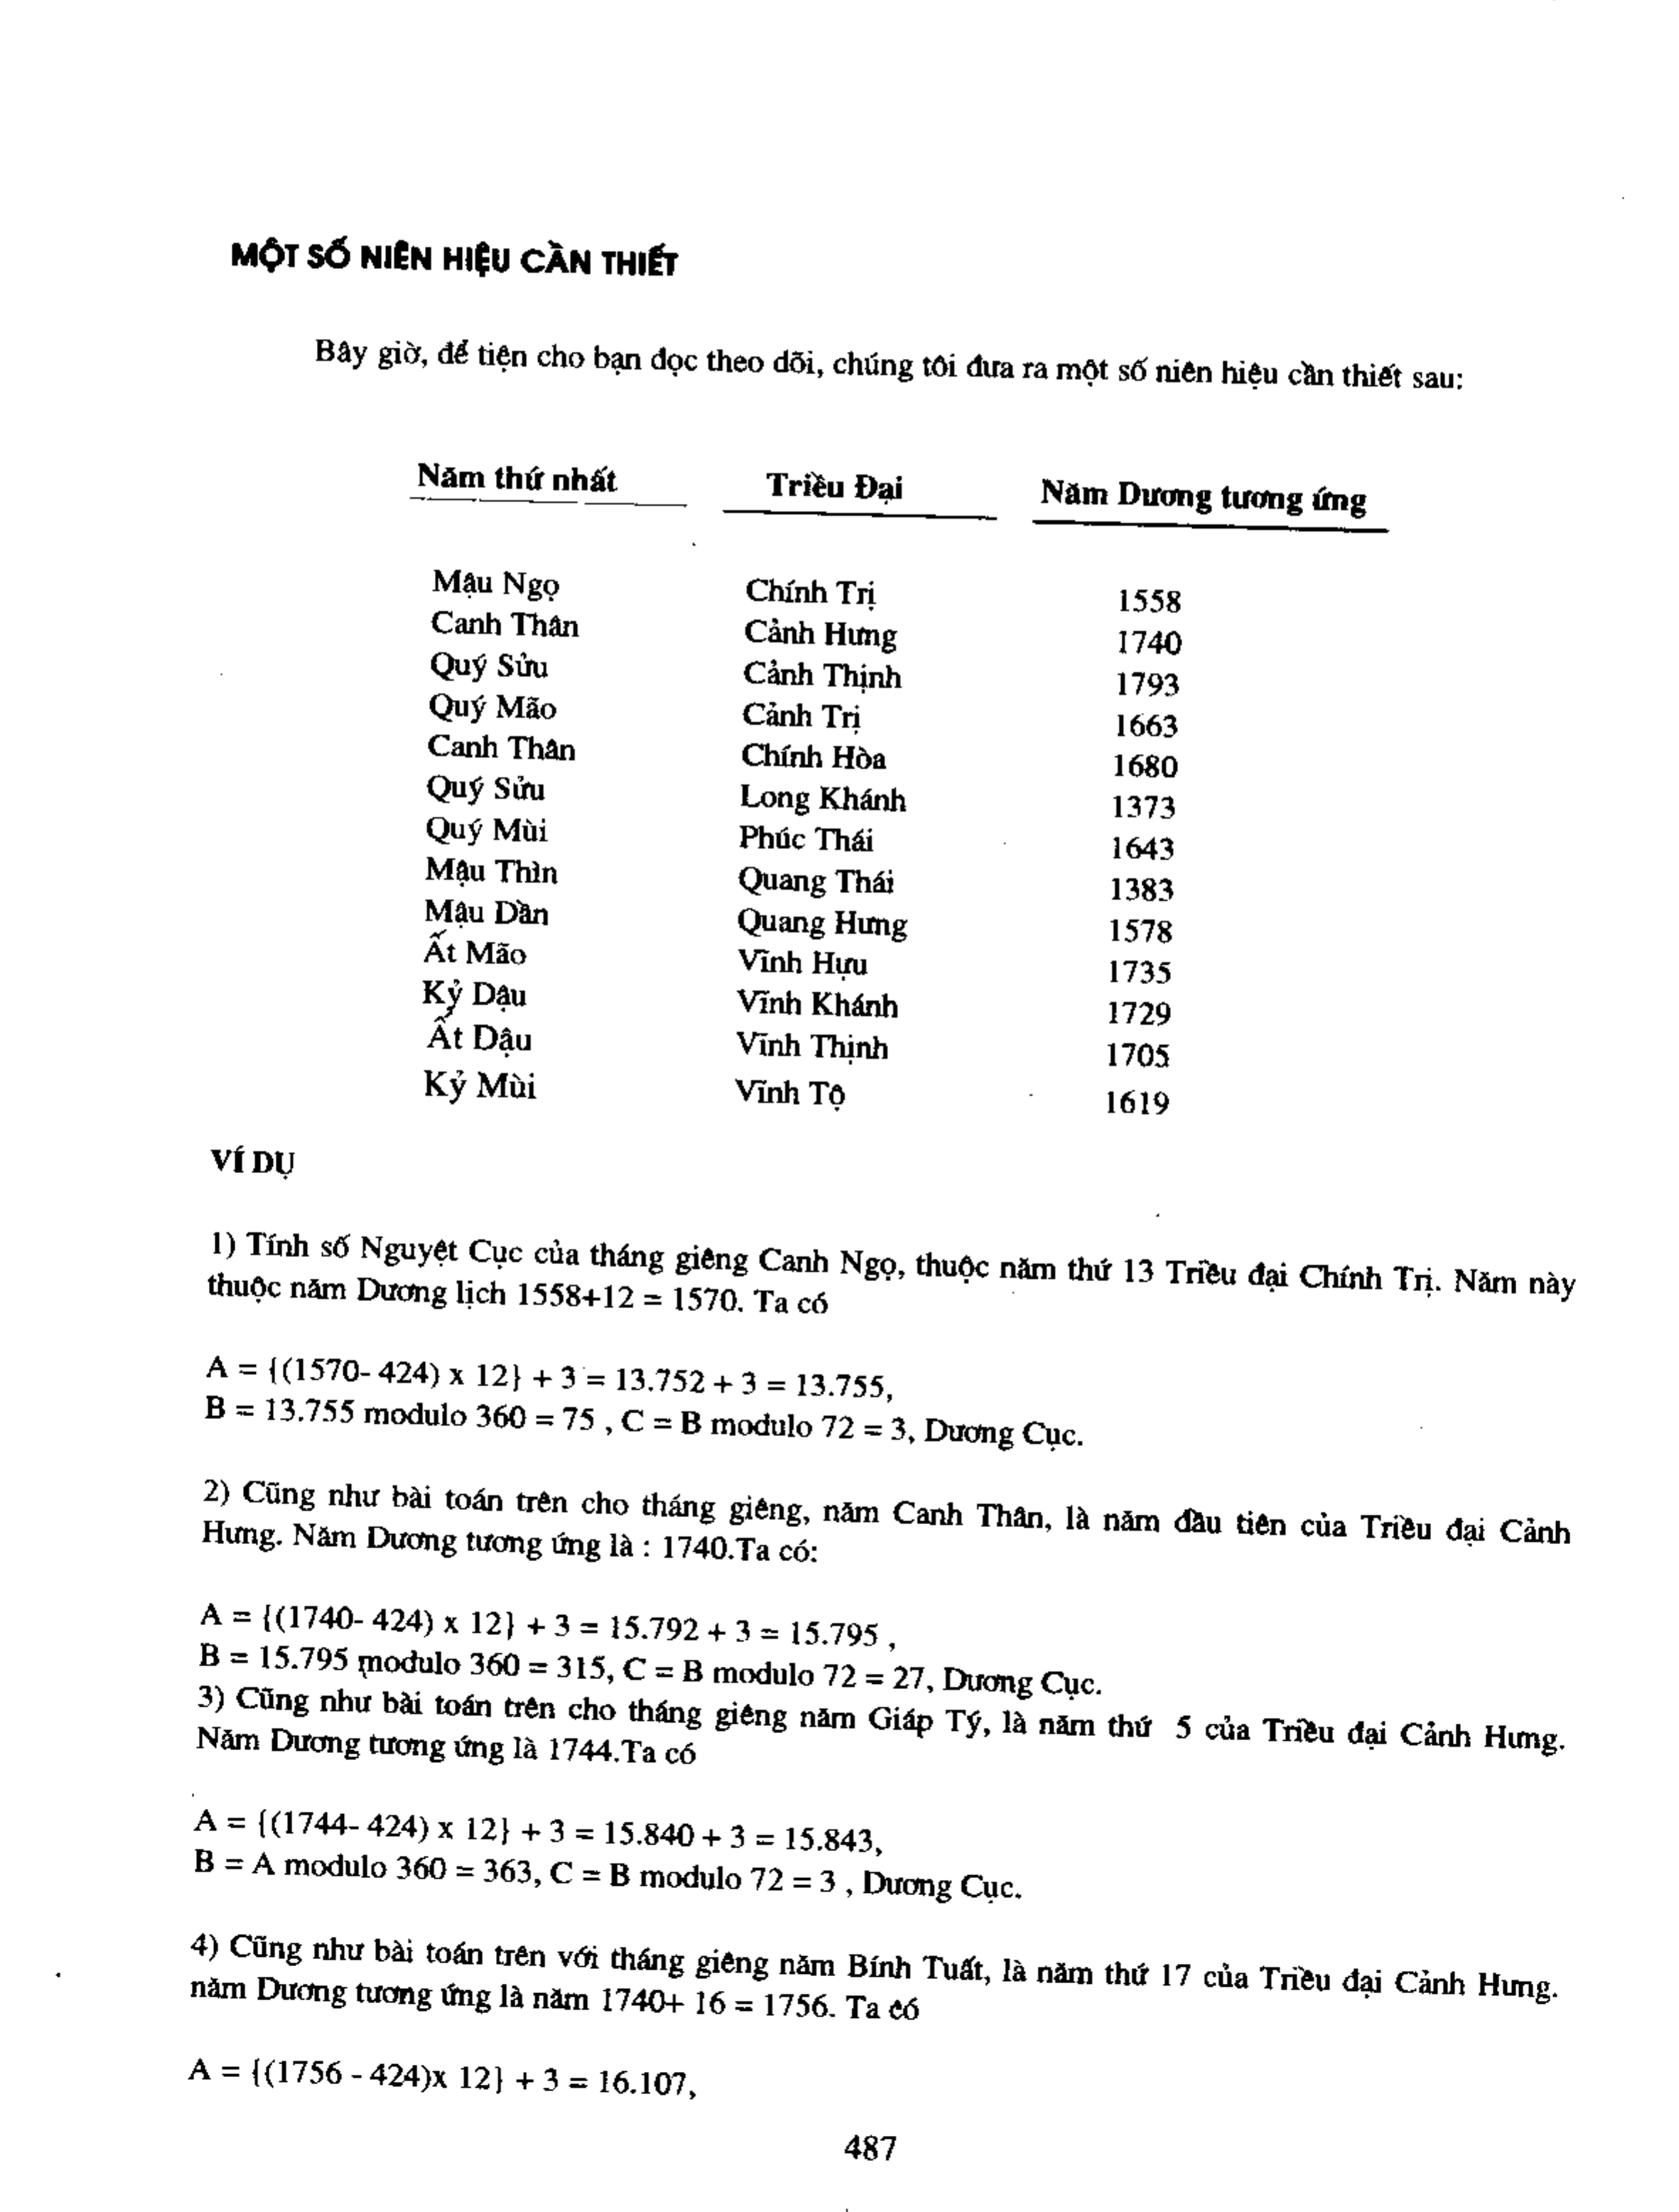 MỘT SỐ NIÊN HIỆU CẦN THIẾT
Bây giờ, để tiện cho bạn đọc theo dõi, chúng tôi đưa ra một số niên hiệu cần thiết sau:
Năm thứ nhất Triều Đại Năm Dương tương ứng
Mậu Ngọ Chính Trị 1558
Canh Thân Cảnh Hưng 1740
Quý Sửu Cảnh Thịnh 1793
Quý Mão Cảnh Trị 1663
Canh Thân Chính Hòa 1680
Quý Sửu Long Khánh 1373
Quý Mùi Phúc Thái 1643
Mậu Thìn Quang Thái 1383
Mậu Dần Quang Hưng 1578
Ất Mão Vĩnh Hựu 1735
Kỷ Dậu Vĩnh Khánh 1729
Ất Dậu Vĩnh Thịnh 1705
Kỷ Mùi Vĩnh Tộ 1619
VÍ DỤ
1) Tính số Nguyệt Cục của tháng giêng Canh Ngọ, thuộc năm thứ 13 Triều đại Chính Trị. Năm này
thuộc năm Dương lịch 1558+12 = 1570. Ta có
A = {(1570- 424) x 12} + 3 = 13.752 + 3 = 13.755,
B = 13.755 modulo 360 = 75 , C = B modulo 72 = 3, Dương Cục.
2) Cũng như bài toán trên cho tháng giêng, năm Canh Thân, là năm đầu tiên của Triều đại Cảnh
Hưng. Năm Dương tương ứng là : 1740.Ta có:
A = {(1740- 424) x 12} + 3 = 15.792 + 3 = 15.795 ,
B = 15.795 modulo 360 = 315, C = B modulo 72 = 27, Dương Cục.
3) Cũng như bài toán trên cho tháng giêng năm Giáp Tý, là năm thứ 5 của Triều đại Cảnh Hưng.
Năm Dương tương ứng là 1744.Ta có
A = {(1744- 424) x 12} + 3 = 15.840 + 3 = 15.843,
B = A modulo 360 = 363, C = B modulo 72 = 3 , Dương Cục.
4) Cũng như bài toán trên với tháng giêng năm Bính Tuất, là năm thứ 17 của Triều đại Cảnh Hưng.
năm Dương tương ứng là năm 1740+ 16 = 1756. Ta có
A = {(1756 - 424)x 12} + 3 = 16.107,
487